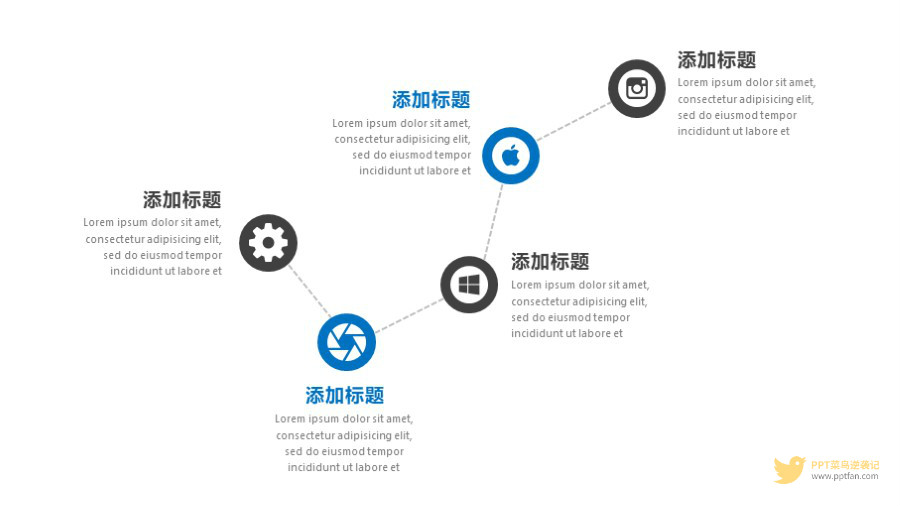 添加标题
Lorem ipsum dolor sit amet,
consectetur adipisicing elit,
sed do eiusmod tempor
incididunt ut labore et
添加标题
Lorem ipsum dolor sit amet,
consectetur adipisicing elit,
sed do eiusmod tempor
incididunt ut labore et
添加标题
Lorem ipsum dolor sit amet,
consectetur adipisicing elit,
sed do eiusmod tempor
incididunt ut labore et
添加标题
Lorem ipsum dolor sit amet,
consectetur adipisicing elit,
sed do eiusmod tempor
incididunt ut labore et
添加标题
Lorem ipsum dolor sit amet,
consectetur adipisicing elit,
sed do eiusmod tempor
incididunt ut labore et
PPT菜鸟逆袭记
www.pptfan.com